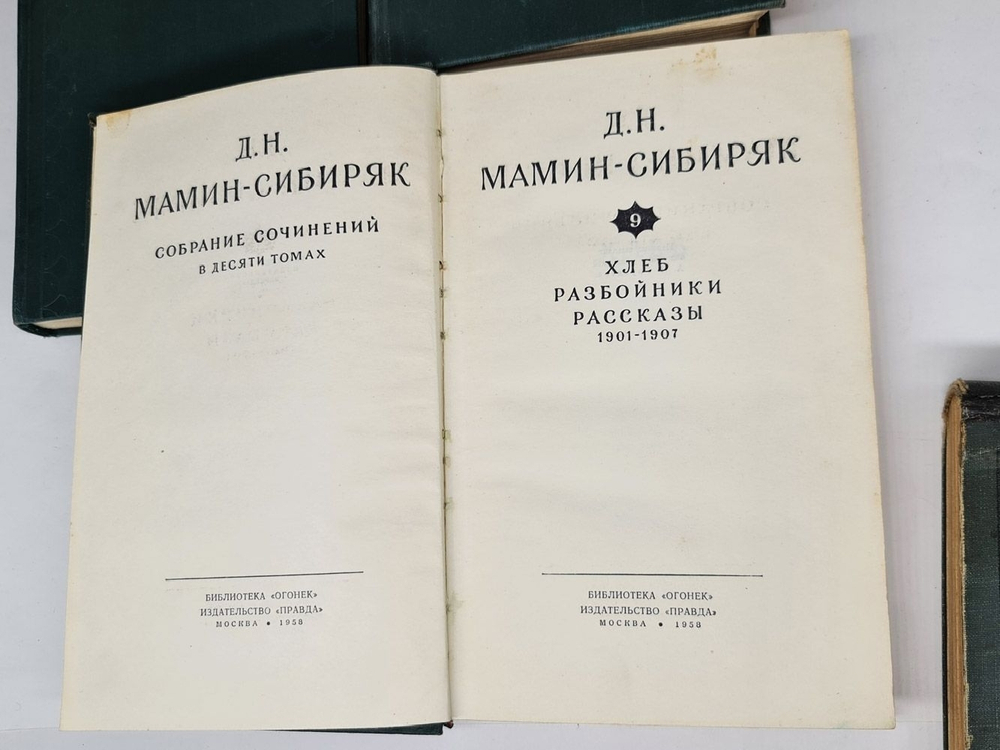 Д.Н.
МАМИН-СИБИРЯК
СОБРАНИЕ СОЧИНЕНИЙ
В ДЕСЯТИ ТОМАХ
БИБЛИОТЕКА «ОГОНЕК»
ИЗДАТЕЛЬСТВО «ПРАВДА»
МОСКВА • 1958
Д.Н.
МАМИН-СИБИРЯК
9
ХЛЕБ
РАЗБОЙНИКИ
РАССКАЗЫ
1901-1907
БИБЛИОТЕКА «ОГОНЕК»
ИЗДАТЕЛЬСТВО «ПРАВДА»
МОСКВА • 1958